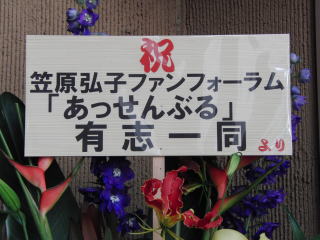 祝
笠原弘子ファンフォーラム
「あっせんぶる」
有志一同
より